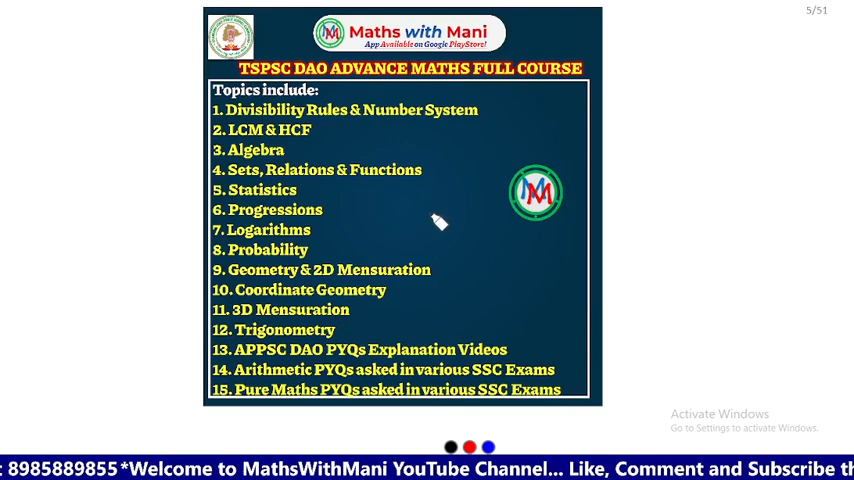 5/51
Maths with Mani
App Available on Google PlayStore!
TSPSC DAO ADVANCE MATHS FULL COURSE
Topics include:
1. Divisibility Rules & Number System
2. LCM & HCF
3. Algebra
4. Sets, Relations & Functions
5. Statistics
6. Progressions
7. Logarithms
8. Probability
9. Geometry & 2D Mensuration
10. Coordinate Geometry
11. 3D Mensuration
12. Trigonometry
13. APPSC DAO PYQs Explanation Videos
14. Arithmetic PYQs asked in various SSC Exams
15. Pure Maths PYQs asked in various SSC Exams
Activate Windows
Go to Settings to activate Windows.
: 8985889855*Welcome to MathsWithMani YouTube Channel... Like, Comment and Subscribe th